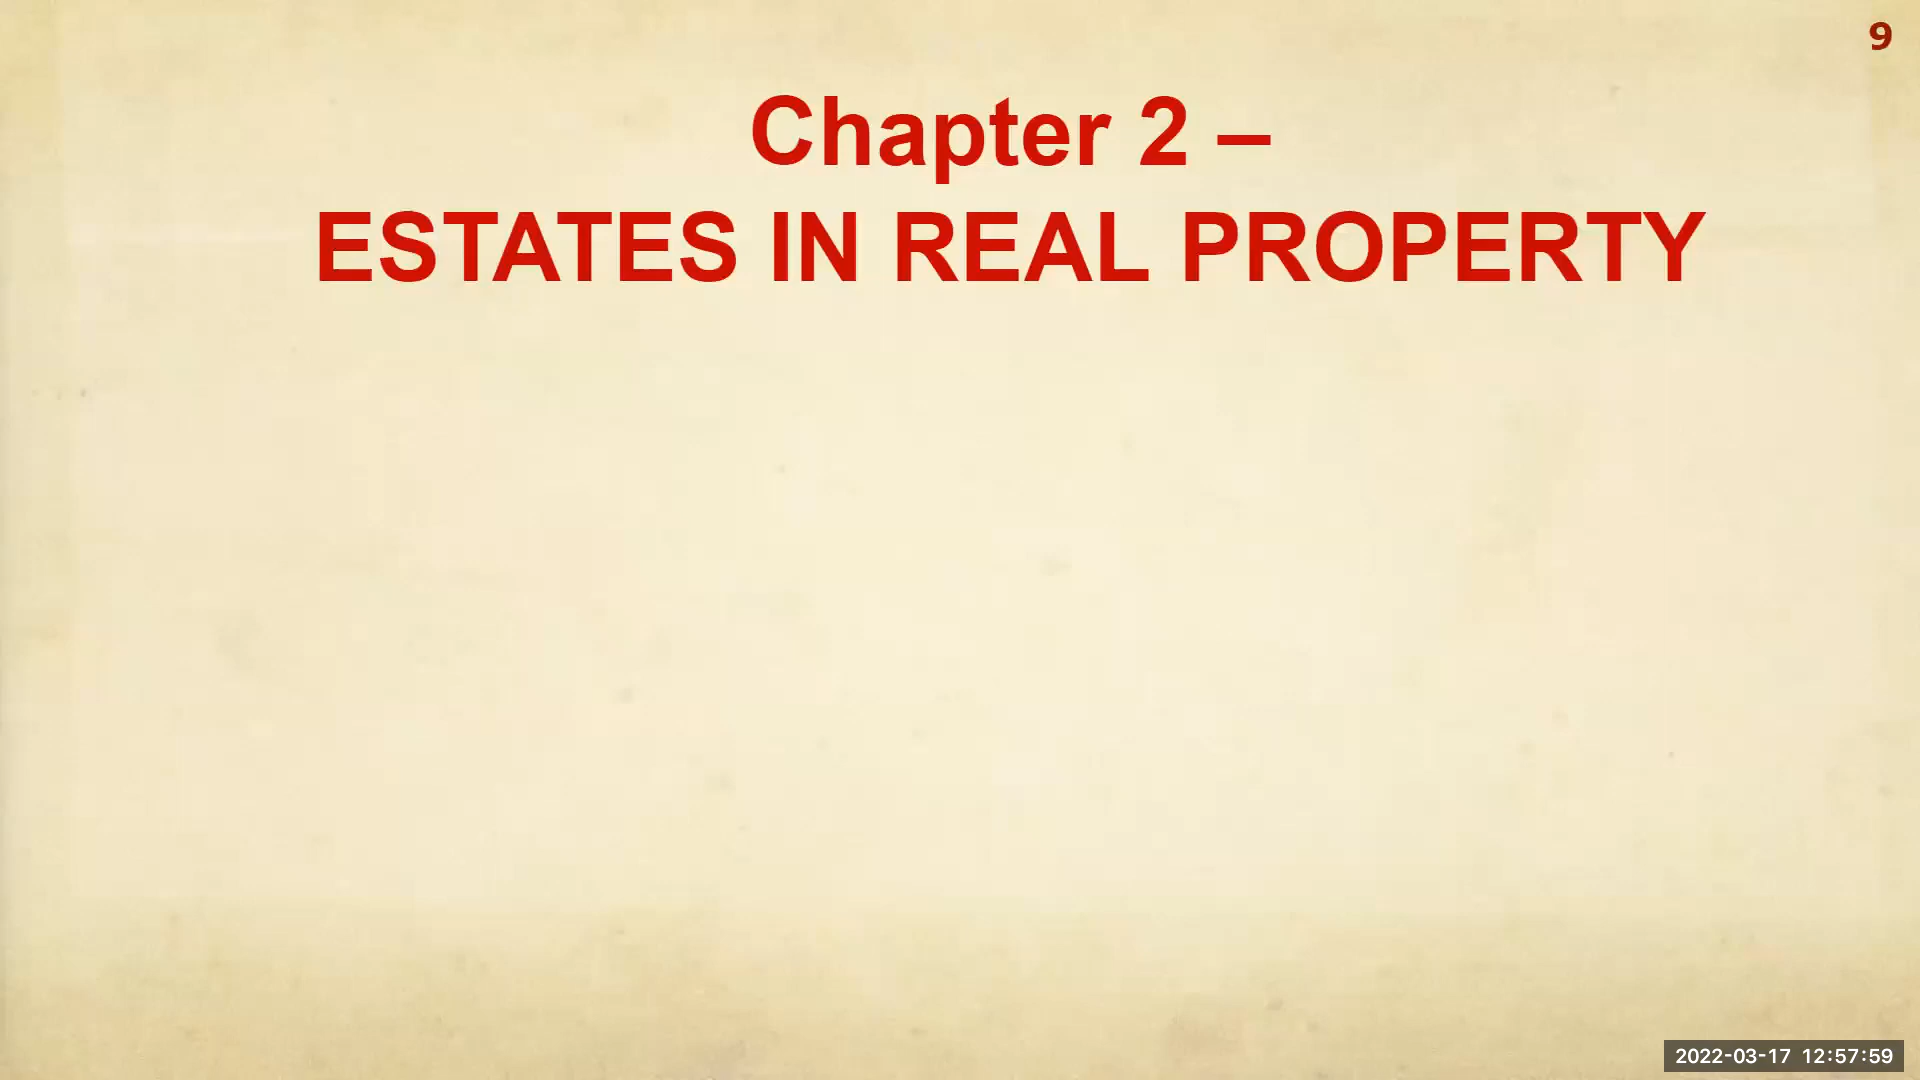 9
Chapter 2 –
ESTATES IN REAL PROPERTY
2022-03-17 12:57:59